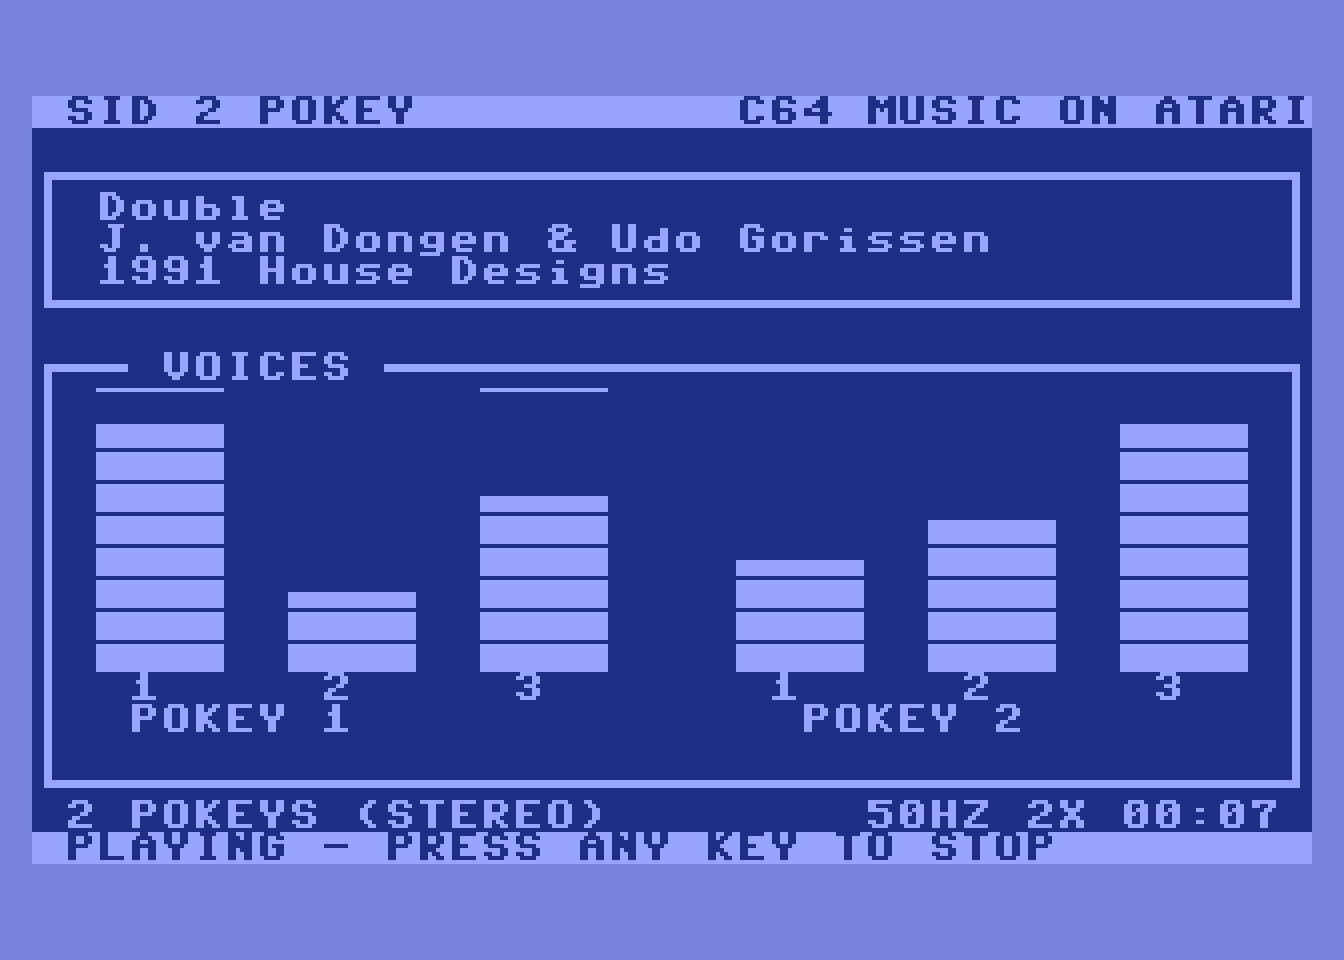 SID 2 POKEY C64 MUSIC ON ATARI
Double
J. van Dongen & Udo Gorissen
1991 House Designs
VOICES
1 2 3 1 2 3
POKEY 1 POKEY 2
2 POKEYS (STEREO) 50HZ 2X 00:07
PLAYING - PRESS ANY KEY TO STOP